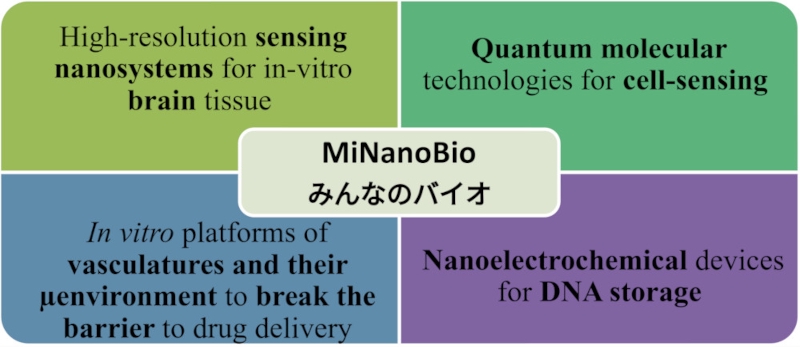 High-resolution sensing
nanosystems for in-vitro
brain tissue
Quantum molecular
technologies for cell-sensing
MiNanoBio
みんなのバイオ
In vitro platforms of
vasculatures and their
μenvironment to break the
barrier to drug delivery
Nanoelectrochemical devices
for DNA storage